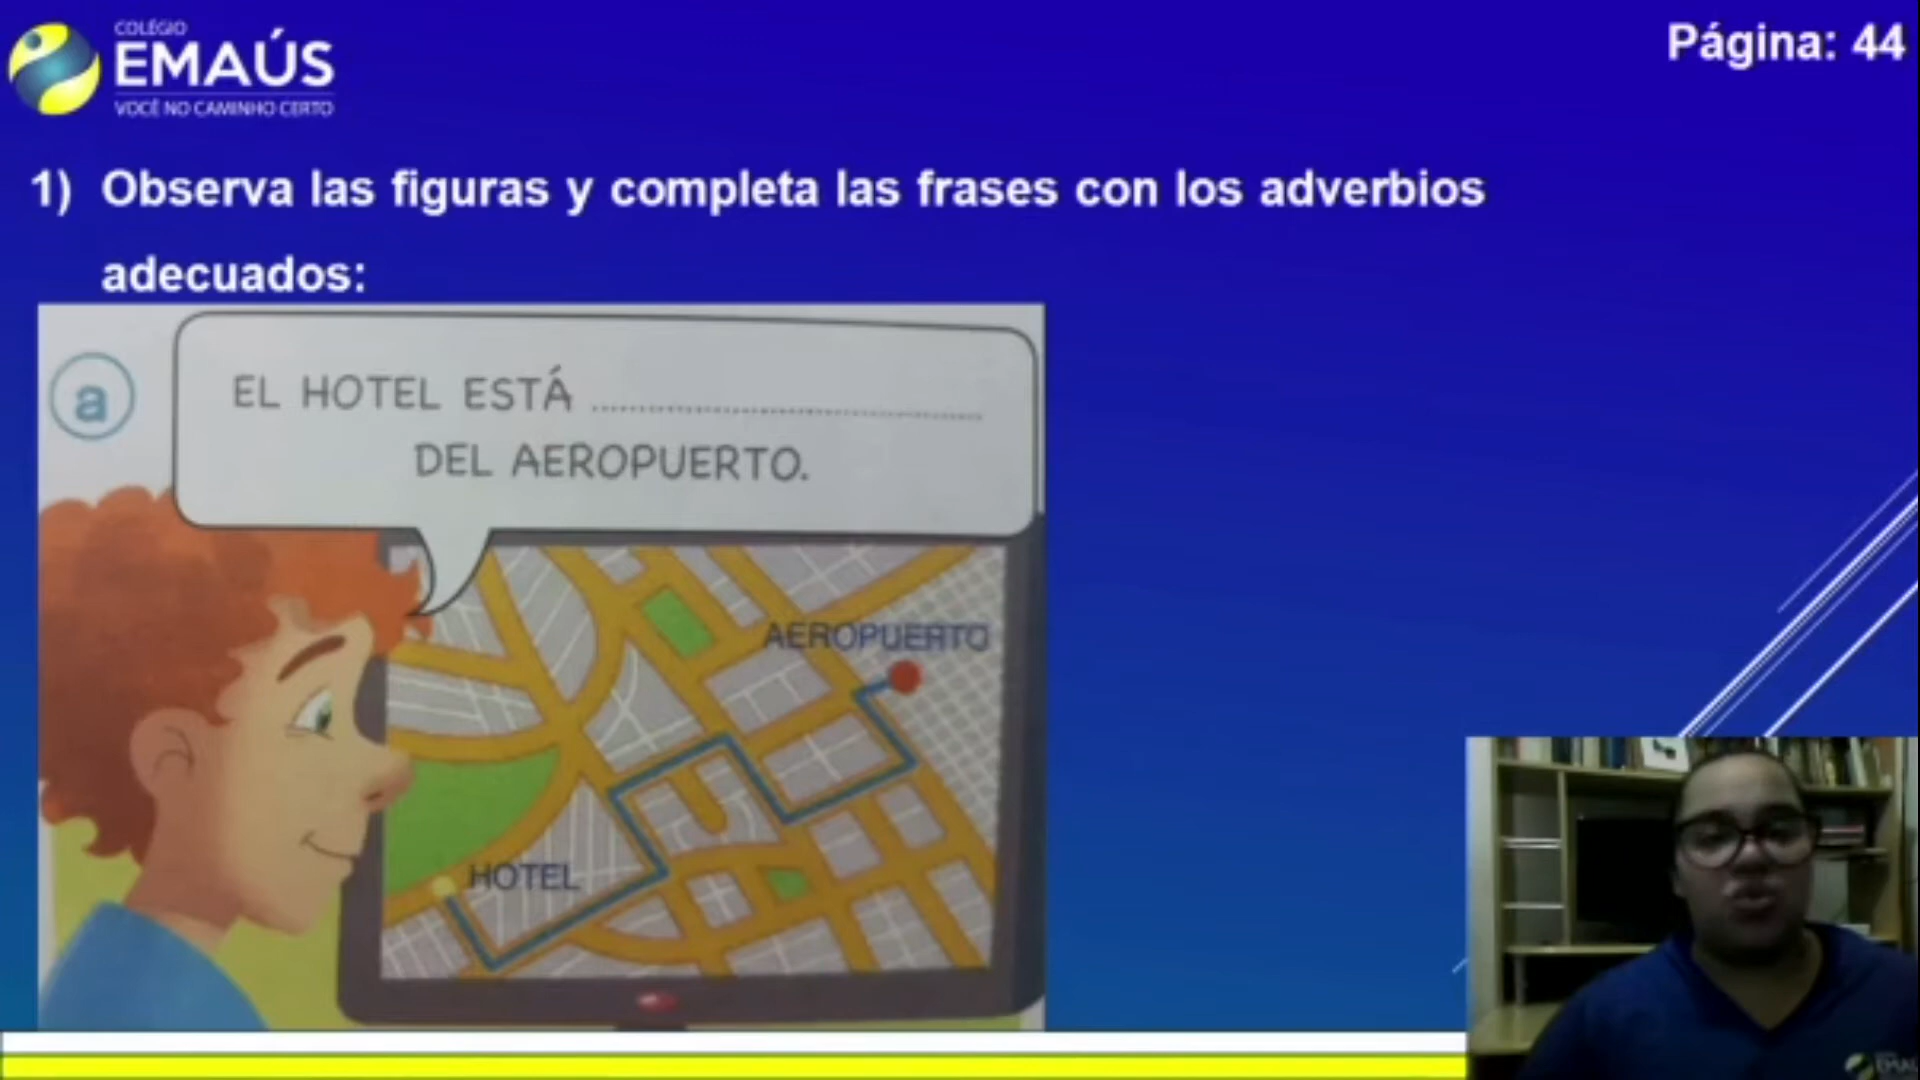 COLÉGIO
EMAÚS
VOCÊ NO CAMINHO CERTO
Página: 44
1) Observa las figuras y completa las frases con los adverbios
adecuados:
a
EL HOTEL ESTÁ ........................
DEL AEROPUERTO.
AEROPUERTO
HOTEL